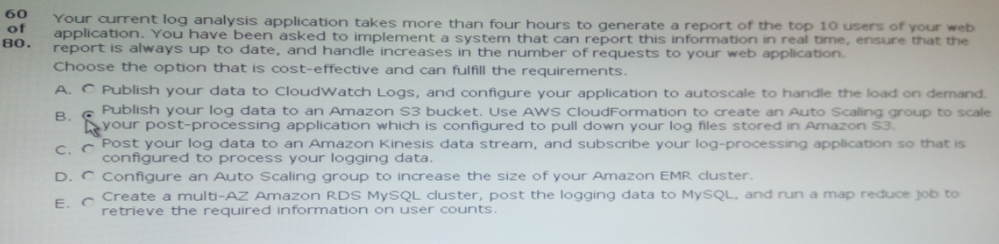 60
of
80.
Your current log analysis application takes more than four hours to generate a report of the top 10 users of your web
application. You have been asked to implement a system that can report this information in real time, ensure that the
report is always up to date, and handle increases in the number of requests to your web application.
Choose the option that is cost-effective and can fulfill the requirements.
A. Publish your data to CloudWatch Logs, and configure your application to autoscale to handle the load on demand.
B. Publish your log data to an Amazon S3 bucket. Use AWS CloudFormation to create an Auto Scaling group to scale
your post-processing application which is configured to pull down your log files stored in Amazon S3.
C. Post your log data to an Amazon Kinesis data stream, and subscribe your log-processing application so that is
configured to process your logging data.
D. Configure an Auto Scaling group to increase the size of your Amazon EMR cluster.
E. Create a multi-AZ Amazon RDS MySQL cluster, post the logging data to MySQL, and run a map reduce job to
retrieve the required information on user counts.